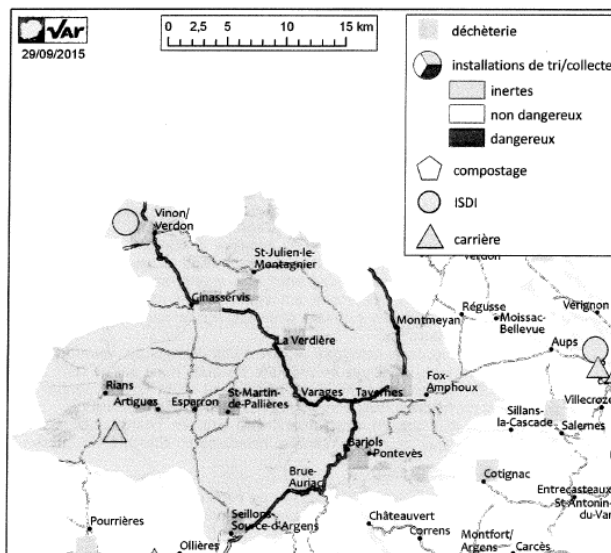 VAR
29/09/2015
0 2,5 5 10 15 km
déchèterie
installations de tri/collecte
inertes
non dangereux
dangereux
compostage
ISDI
carrière
Verdon
Vinon/
Verdon
St-Julien-le-
Montagnier
Ginasservis
Montmeyan
Régusse
Moissac-
Bellevue
Vérignon
La Verdière
Aups
Rians
Artigues
Esparron
St-Martin-
de-Pallières
Varages
Tavernes
Fox-
Amphoux
Villecroze
Sillans-
la-Cascade
Salernes
Barjols
Pontevès
Brue-
Auriac
Cotignac
Entrecasteaux
St-Antonin-
du-Var
Seillons-
Source-d'Argens
Pourrières
Ollières
Châteauvert
Correns
Montfort/
Argens
Carcès